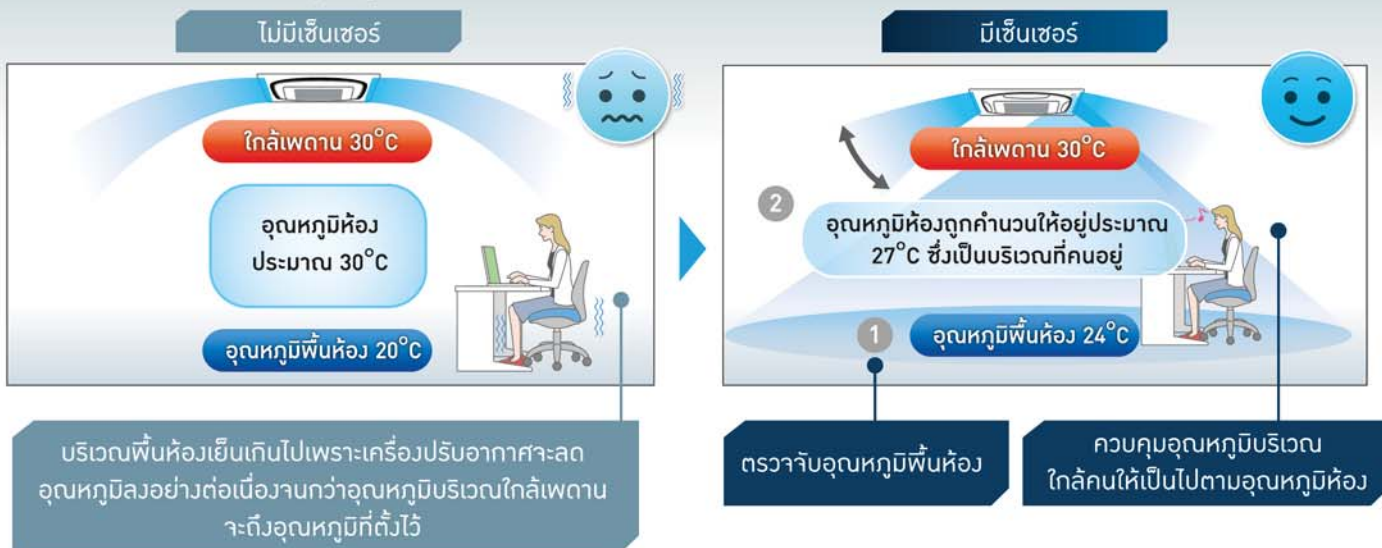 ไม่มีเซ็นเซอร์
ใกล้เพดาน 30°C
อุณหภูมิห้อง
ประมาณ 30°C
อุณหภูมิพื้นห้อง 20°C
บริเวณพื้นห้องเย็นเกินไปเพราะเครื่องปรับอากาศจะลด
อุณหภูมิลงอย่างต่อเนื่องจนกว่าอุณหภูมิบริเวณใกล้เพดาน
จะถึงอุณหภูมิที่ตั้งไว้
มีเซ็นเซอร์
ใกล้เพดาน 30°C
2
อุณหภูมิห้องถูกคำนวนให้อยู่ประมาณ
27°C ซึ่งเป็นบริเวณที่คนอยู่
1
อุณหภูมิพื้นห้อง 24°C
ตรวจจับอุณหภูมิพื้นห้อง
ควบคุมอุณหภูมิบริเวณ
ใกล้คนให้เป็นไปตามอุณหภูมิห้อง